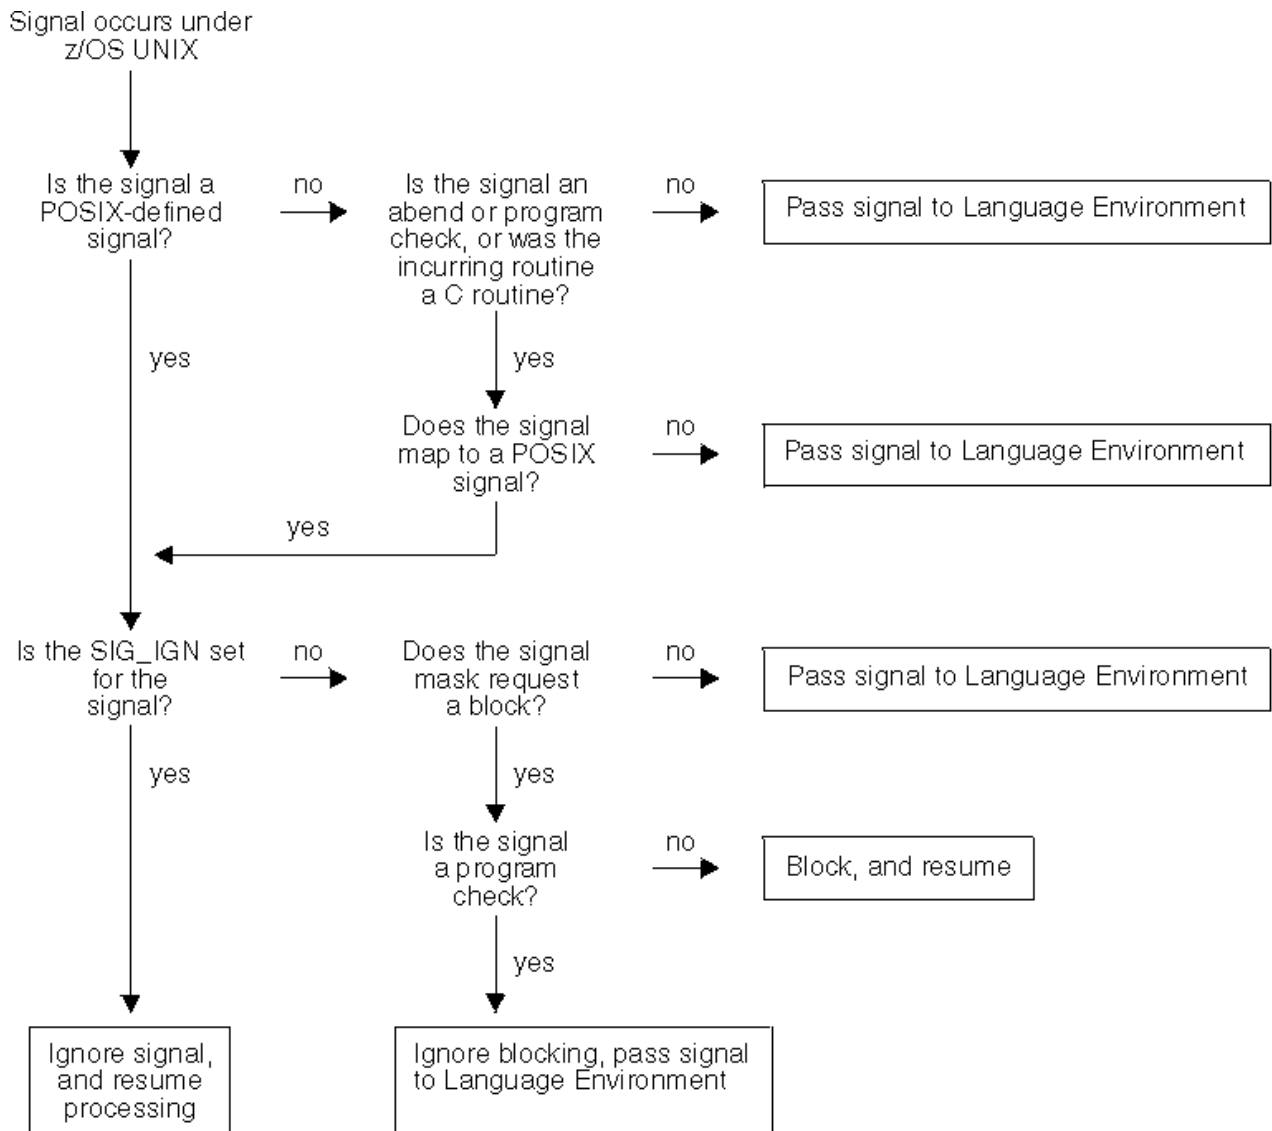 Signal occurs under
z/OS UNIX
Is the signal a
POSIX-defined
signal?
no
Is the signal an
abend or program
check, or was the
incurring routine
a C routine?
no
Pass signal to Language Environment
yes
yes
Does the signal
map to a POSIX
signal?
no
Pass signal to Language Environment
yes
Is the SIG_IGN set
for the
signal?
no
Does the signal
mask request
a block?
no
Pass signal to Language Environment
yes
yes
Is the signal
a program
check?
no
Block, and resume
yes
Ignore signal,
and resume
processing
Ignore blocking, pass signal
to Language Environment